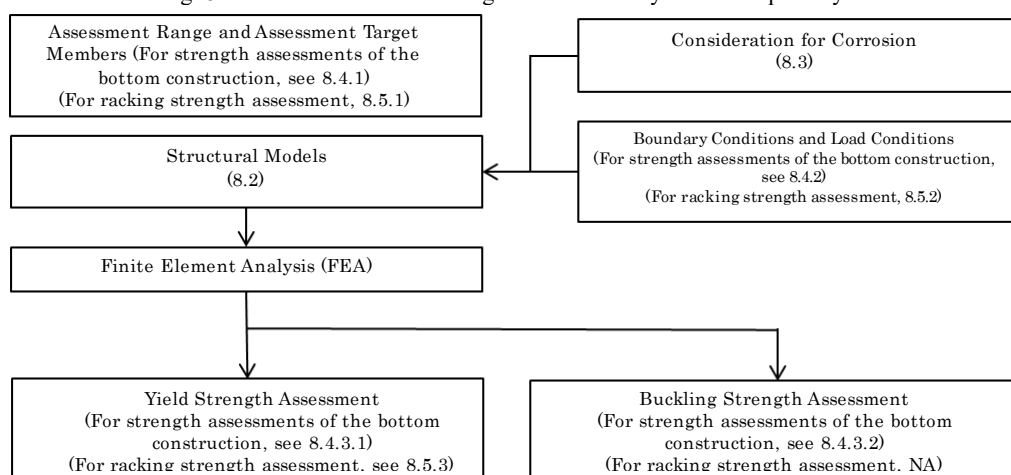 Assessment Range and Assessment Target
Members (For strength assessments of the
bottom construction, see 8.4.1)
(For racking strength assessment, 8.5.1)
Consideration for Corrosion
(8.3)
Structural Models
(8.2)
Boundary Conditions and Load Conditions
(For strength assessments of the bottom construction,
see 8.4.2)
(For racking strength assessment, 8.5.2)
Finite Element Analysis (FEA)
Yield Strength Assessment
(For strength assessments of the bottom
construction, see 8.4.3.1)
(For racking strength assessment, see 8.5.3)
Buckling Strength Assessment
(For strength assessments of the bottom
construction, see 8.4.3.2)
(For racking strength assessment, NA)